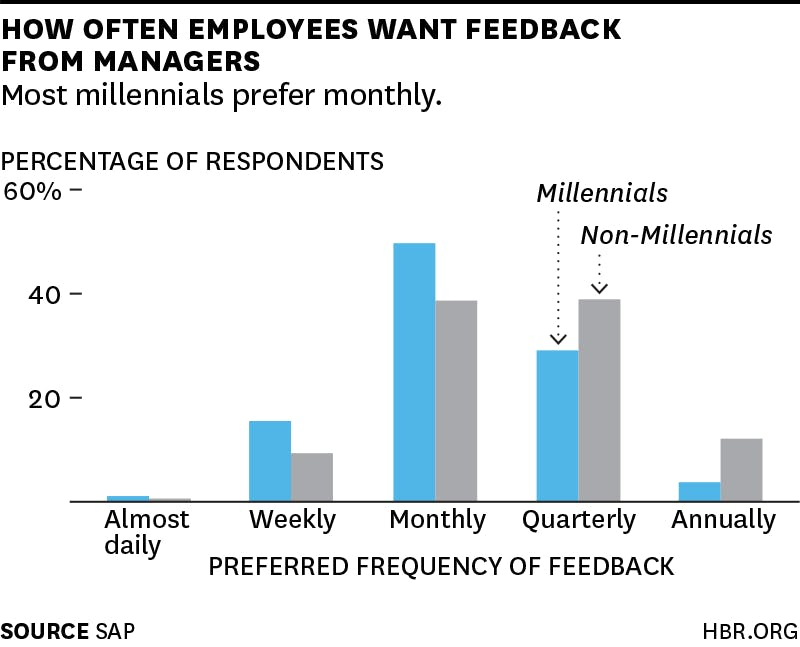 HOW OFTEN EMPLOYEES WANT FEEDBACK
FROM MANAGERS
Most millennials prefer monthly.
PERCENTAGE OF RESPONDENTS
60%
Millennials
Non-Millennials
40
20
Almost
daily
Weekly
Monthly
Quarterly
Annually
PREFERRED FREQUENCY OF FEEDBACK
SOURCE SAP
HBR.ORG